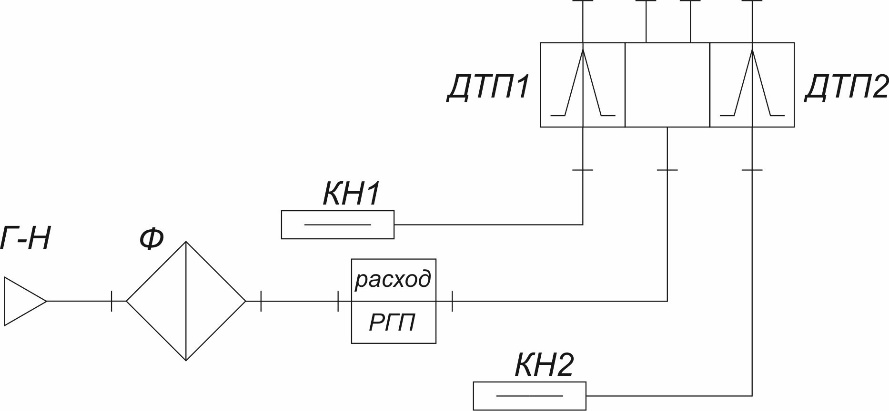 ДТП1
ДТП2
КН1
Г-Н
Ф
расход
РГП
КН2